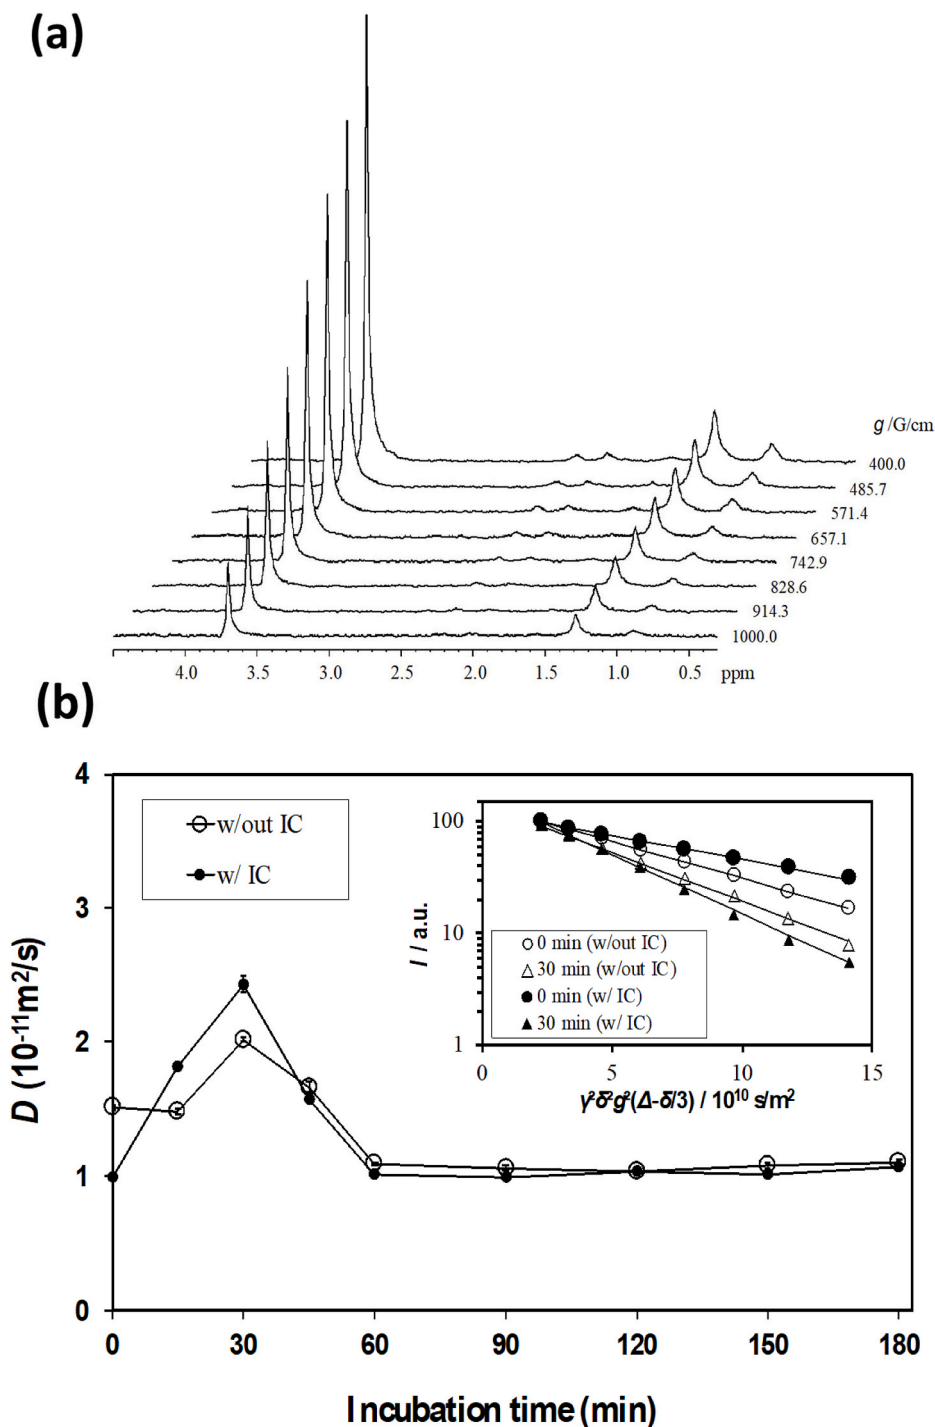 (a)
g /G/cm
400.0
485.7
571.4
657.1
742.9
828.6
914.3
1000.0
4.0 3.5 3.0 2.5 2.0 1.5 1.0 0.5 ppm
(b)
D (10⁻¹¹m²/s)
4
3
2
1
0
w/out IC
w/ IC
I / a.u.
100
10
1
0 min (w/out IC)
30 min (w/out IC)
0 min (w/ IC)
30 min (w/ IC)
0 5 10 15
γ²δ²g²(Δ-δ/3) / 10¹⁰ s/m²
0 30 60 90 120 150 180
Incubation time (min)